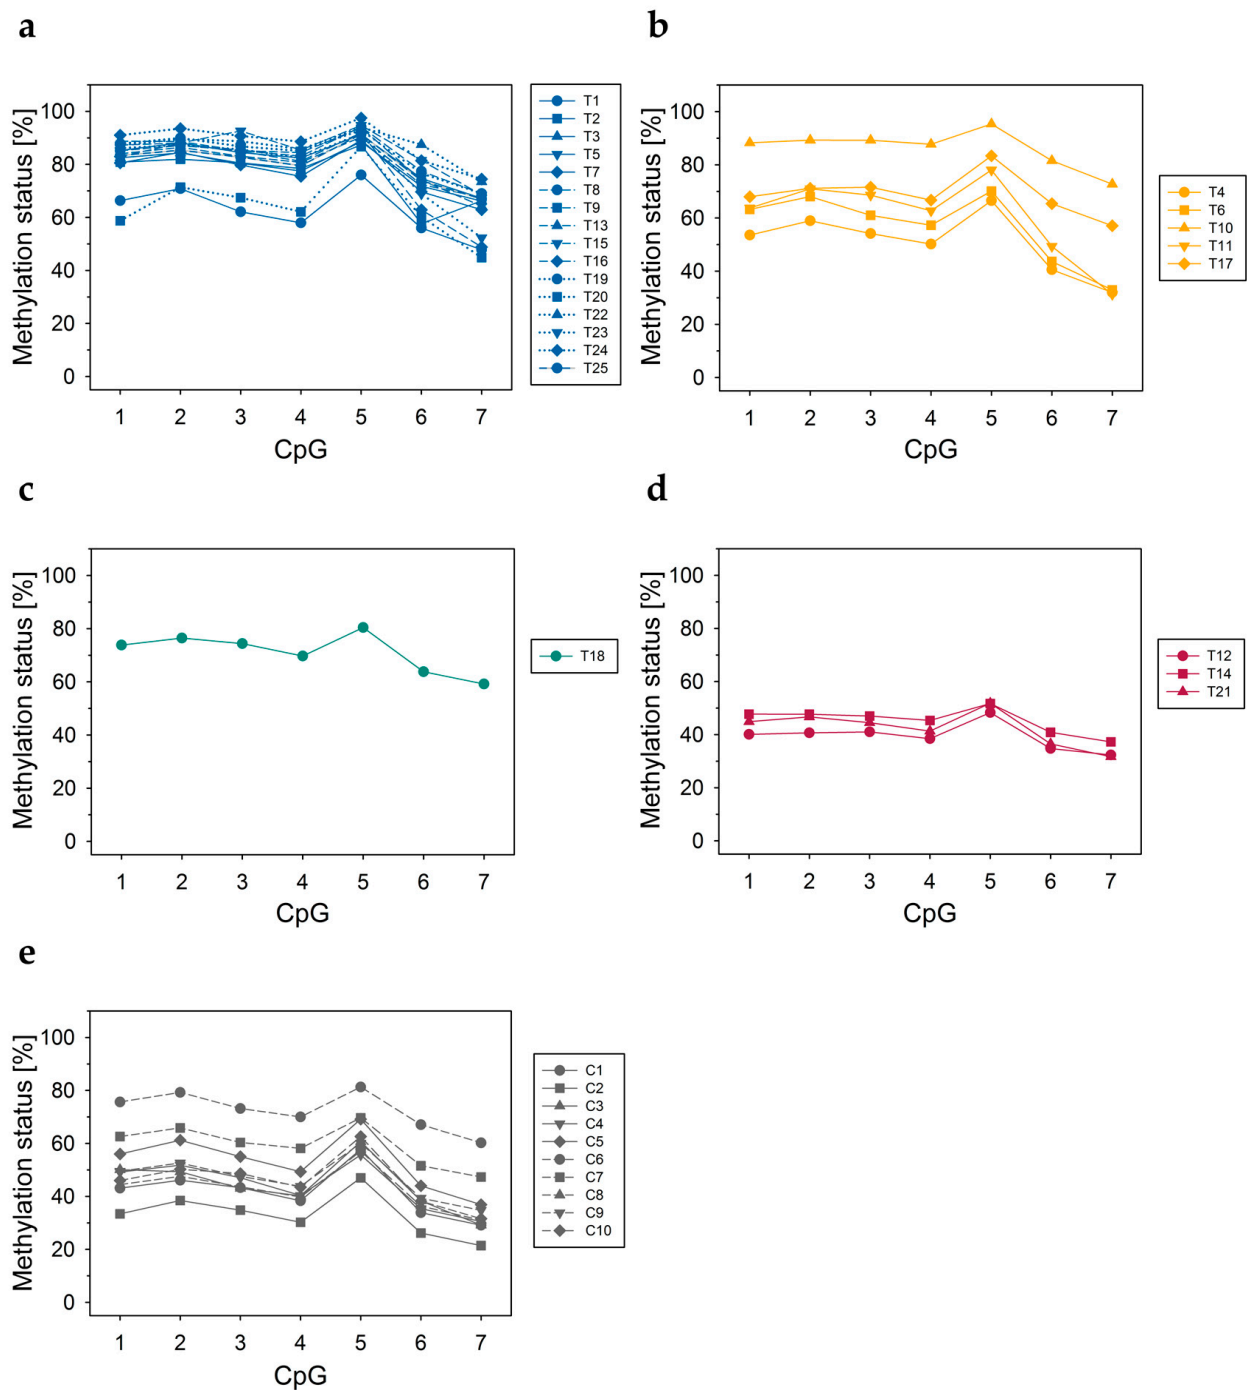 a
Methylation status [%]
100
80
60
40
20
0
1 2 3 4 5 6 7
CpG
T1
T2
T3
T5
T7
T8
T9
T13
T15
T16
T19
T20
T22
T23
T24
T25
b
Methylation status [%]
100
80
60
40
20
0
1 2 3 4 5 6 7
CpG
T4
T6
T10
T11
T17
c
Methylation status [%]
100
80
60
40
20
0
1 2 3 4 5 6 7
CpG
T18
d
Methylation status [%]
100
80
60
40
20
0
1 2 3 4 5 6 7
CpG
T12
T14
T21
e
Methylation status [%]
100
80
60
40
20
0
1 2 3 4 5 6 7
CpG
C1
C2
C3
C4
C5
C6
C7
C8
C9
C10